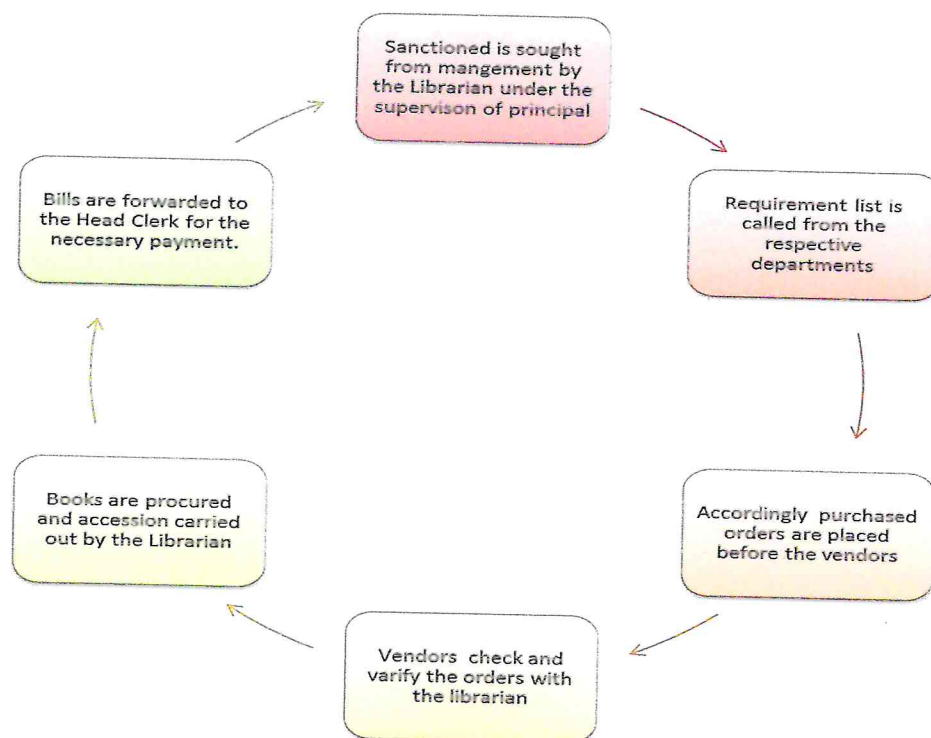 Sanctioned is sought
from mangement by
the Librarian under the
supervison of principal
Requirement list is
called from the
respective
departments
Accordingly purchased
orders are placed
before the vendors
Vendors check and
varify the orders with
the librarian
Books are procured
and accession carried
out by the Librarian
Bills are forwarded to
the Head Clerk for the
necessary payment.